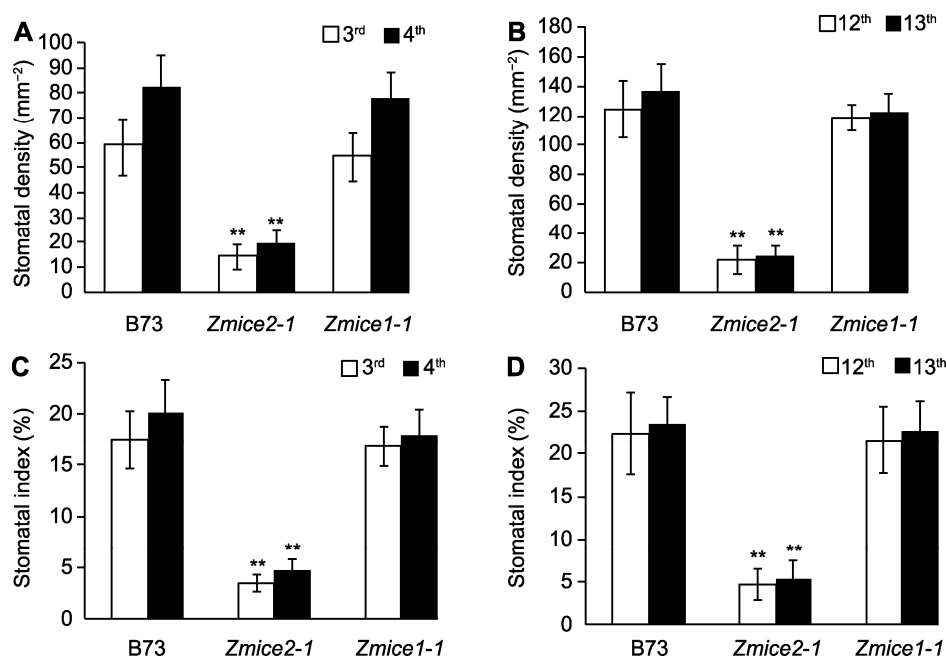 A
3rd 4th
Stomatal density (mm−2)
100
90
80
70
60
50
40
30
20
10
0
** **
B73 Zmice2-1 Zmice1-1
B
12th 13th
Stomatal density (mm−2)
180
160
140
120
100
80
60
40
20
0
** **
B73 Zmice2-1 Zmice1-1
C
3rd 4th
Stomatal index (%)
25
20
15
10
5
0
** **
B73 Zmice2-1 Zmice1-1
D
12th 13th
Stomatal index (%)
30
25
20
15
10
5
0
** **
B73 Zmice2-1 Zmice1-1